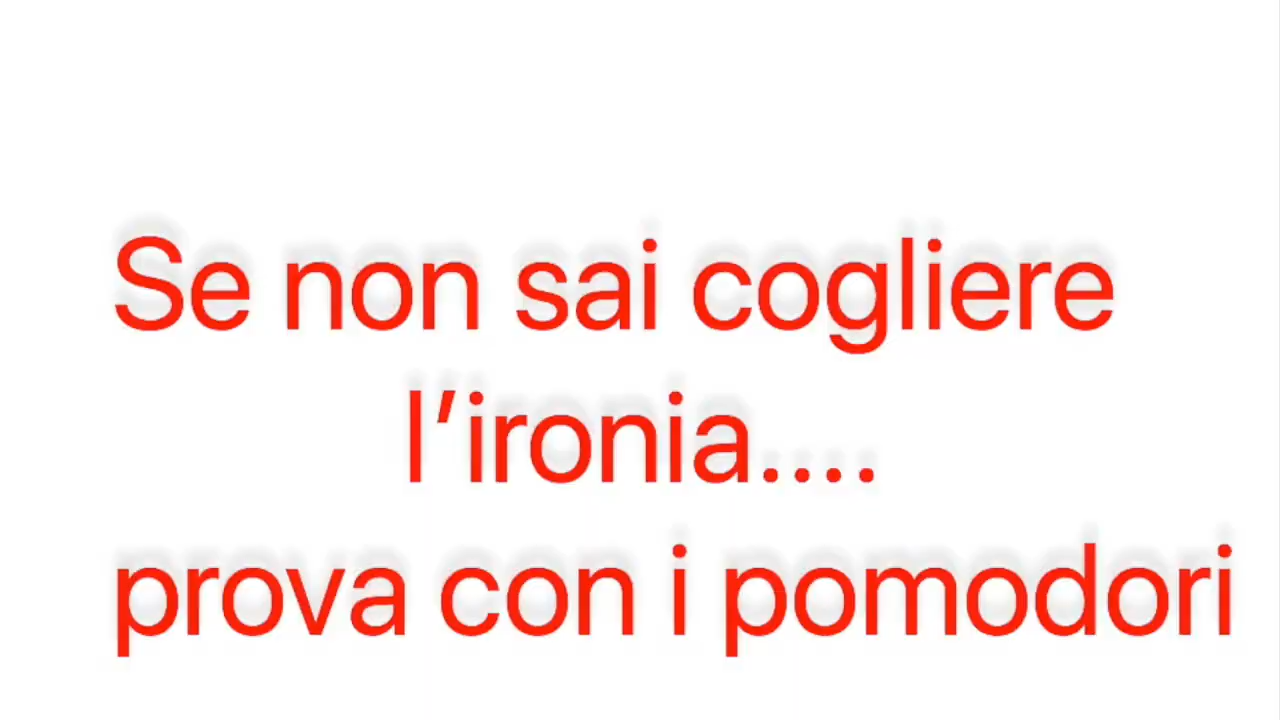 Se non sai cogliere
l'ironia....
prova con i pomodori